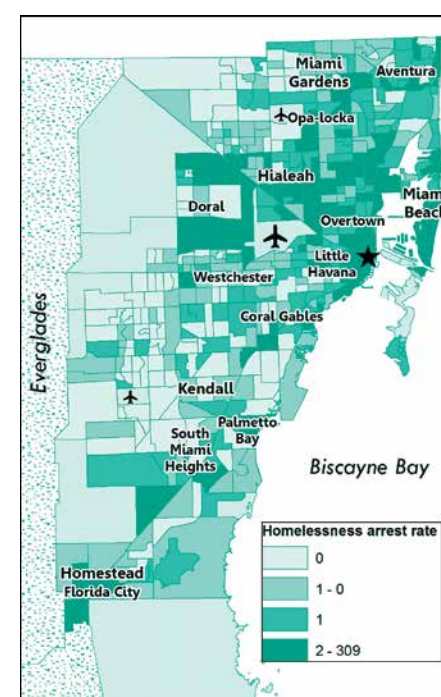 Miami
Gardens
Aventura
Opa-locka
Hialeah
Miami
Beach
Doral
Overtown
Little
Havana
Westchester
Coral Gables
Everglades
Kendall
Palmetto
Bay
South
Miami
Heights
Biscayne Bay
Homestead
Florida City
Homelessness arrest rate
0
1 - 0
1
2 - 309